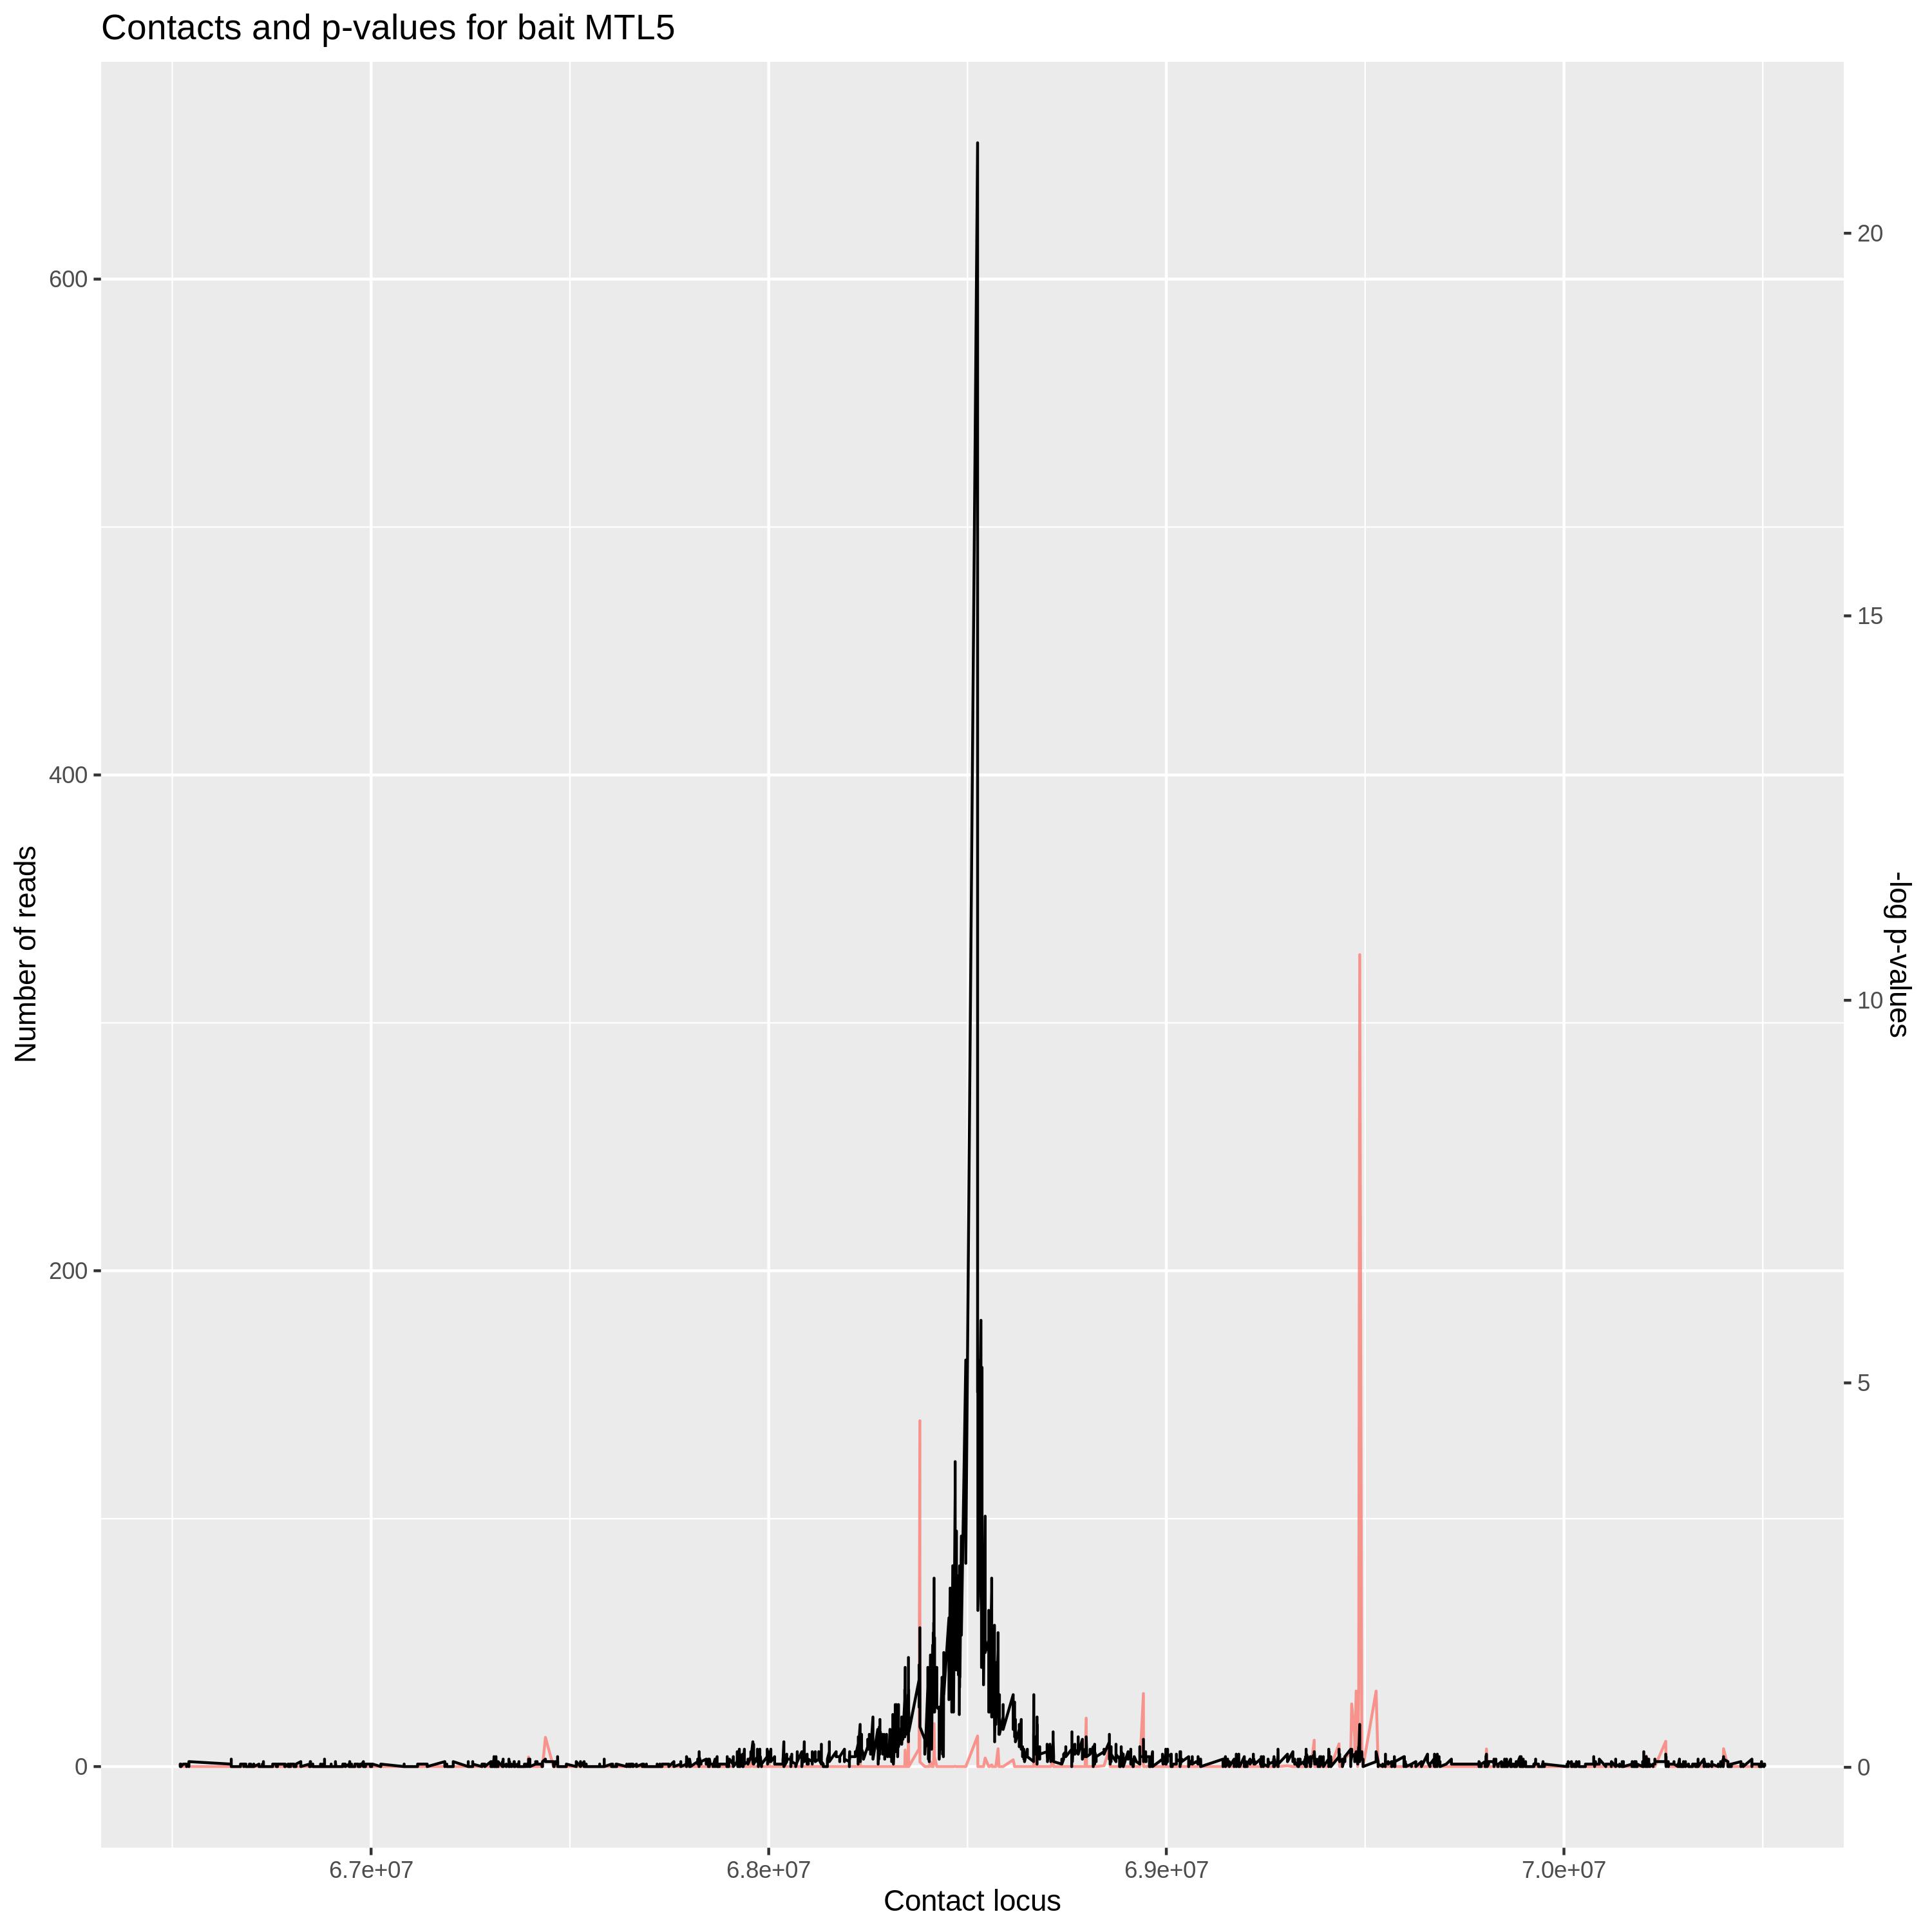 Contacts and p-values for bait MTL5
Number of reads
600
400
200
0
20
15
10
5
0
-log p-values
6.7e+07
6.8e+07
6.9e+07
7.0e+07
Contact locus